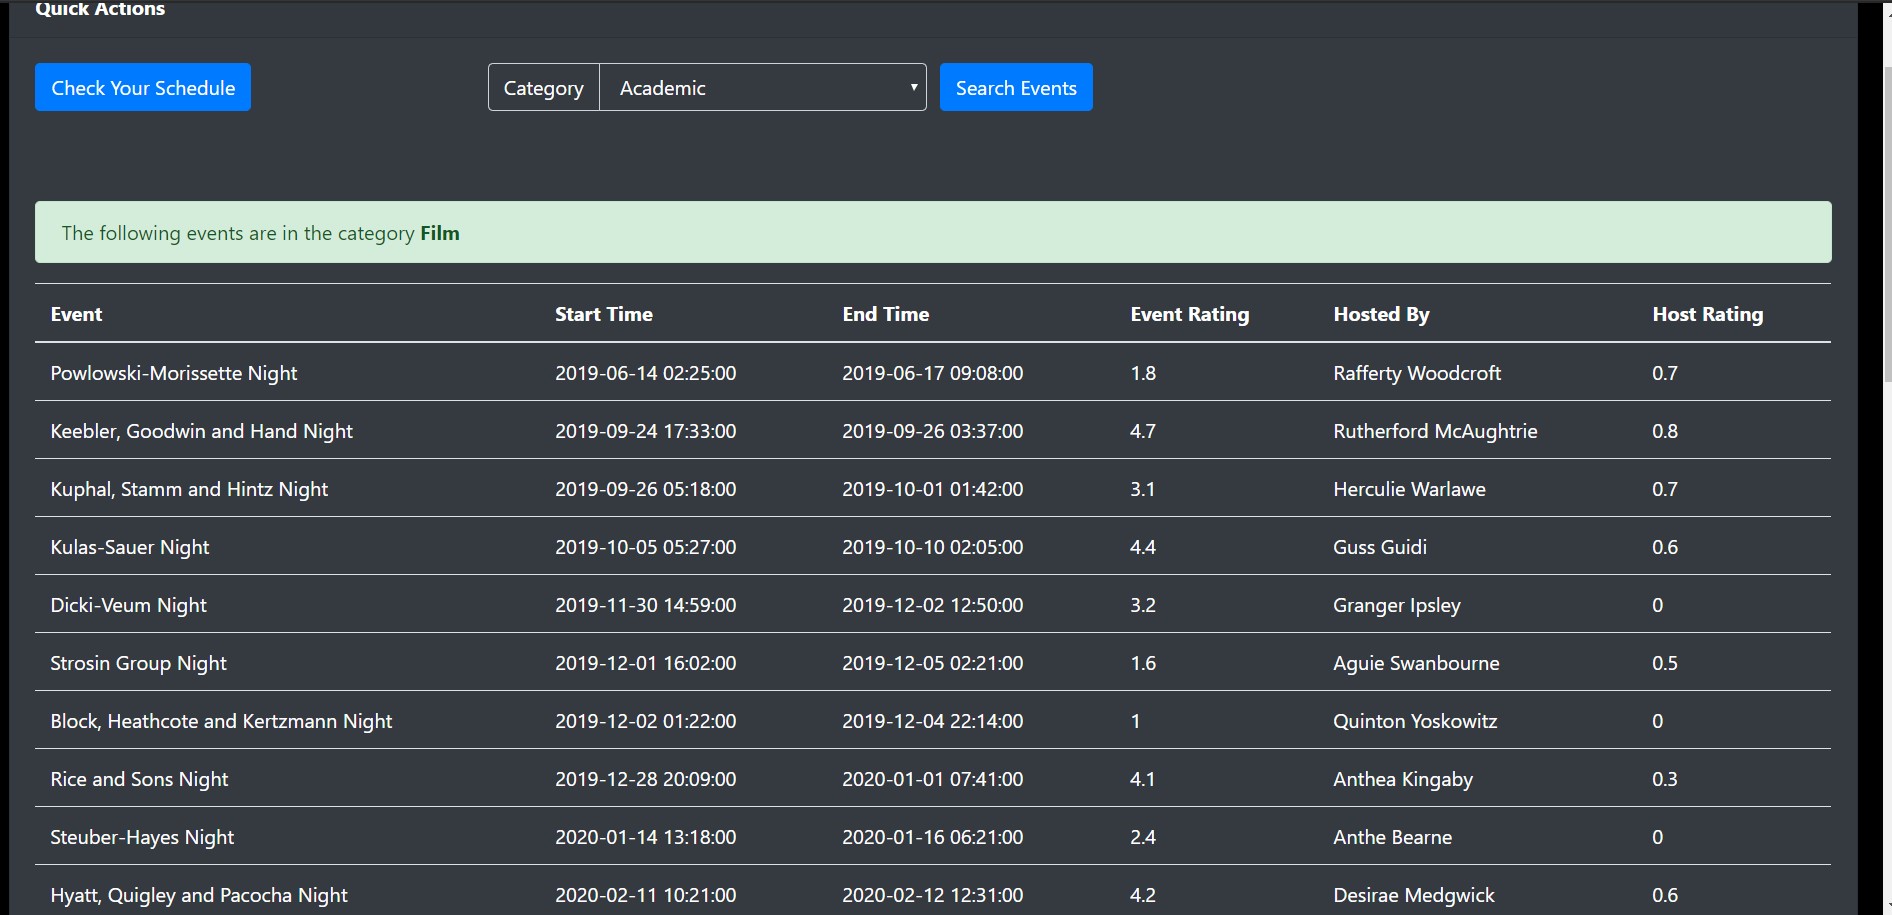 Quick Actions
Check Your Schedule Category Academic Search Events
The following events are in the category Film
Event Start Time End Time Event Rating Hosted By Host Rating
Powlowski-Morissette Night 2019-06-14 02:25:00 2019-06-17 09:08:00 1.8 Rafferty Woodcroft 0.7
Keebler, Goodwin and Hand Night 2019-09-24 17:33:00 2019-09-26 03:37:00 4.7 Rutherford McAughtrie 0.8
Kuphal, Stamm and Hintz Night 2019-09-26 05:18:00 2019-10-01 01:42:00 3.1 Herculie Warlawe 0.7
Kulas-Sauer Night 2019-10-05 05:27:00 2019-10-10 02:05:00 4.4 Guss Guidi 0.6
Dicki-Veum Night 2019-11-30 14:59:00 2019-12-02 12:50:00 3.2 Granger Ipsley 0
Strosin Group Night 2019-12-01 16:02:00 2019-12-05 02:21:00 1.6 Aguie Swanbourne 0.5
Block, Heathcote and Kertzmann Night 2019-12-02 01:22:00 2019-12-04 22:14:00 1 Quinton Yoskowitz 0
Rice and Sons Night 2019-12-28 20:09:00 2020-01-01 07:41:00 4.1 Anthea Kingaby 0.3
Steuber-Hayes Night 2020-01-14 13:18:00 2020-01-16 06:21:00 2.4 Anthe Bearne 0
Hyatt, Quigley and Pacocha Night 2020-02-11 10:21:00 2020-02-12 12:31:00 4.2 Desirae Medgwick 0.6